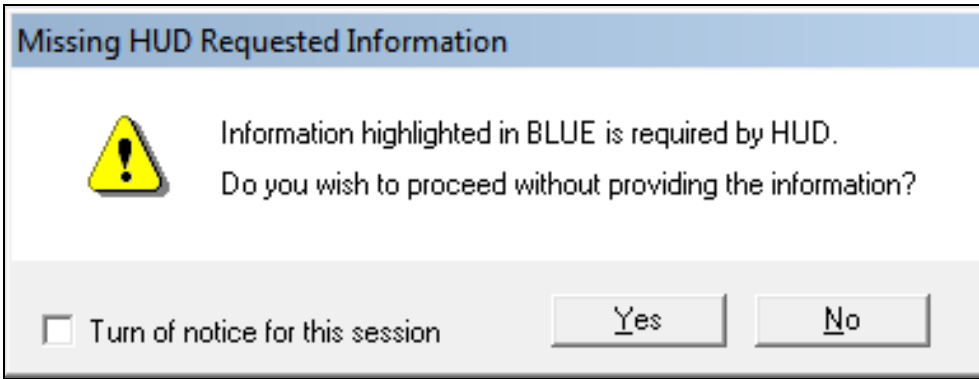 Missing HUD Requested Information
Information highlighted in BLUE is required by HUD.
Do you wish to proceed without providing the information?
Turn of notice for this session
Yes
No